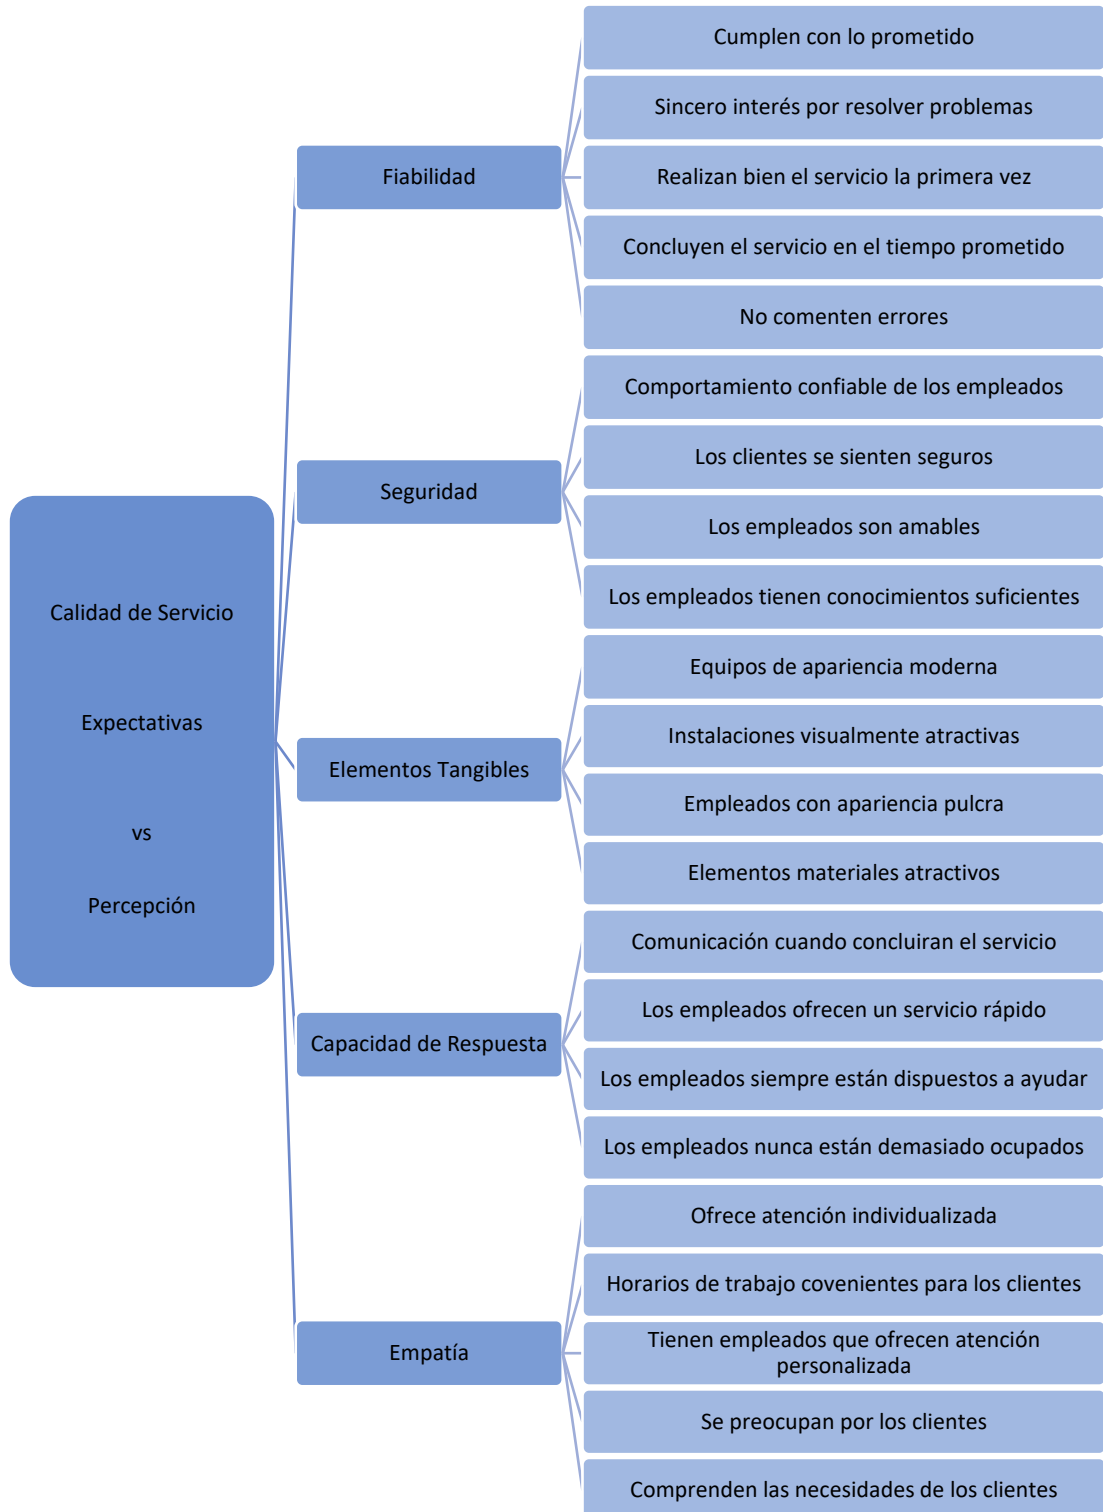 Calidad de Servicio
Expectativas
vs
Percepción
Fiabilidad
Cumplen con lo prometido
Sincero interés por resolver problemas
Realizan bien el servicio la primera vez
Concluyen el servicio en el tiempo prometido
No comenten errores
Seguridad
Comportamiento confiable de los empleados
Los clientes se sienten seguros
Los empleados son amables
Los empleados tienen conocimientos suficientes
Elementos Tangibles
Equipos de apariencia moderna
Instalaciones visualmente atractivas
Empleados con apariencia pulcra
Elementos materiales atractivos
Capacidad de Respuesta
Comunicación cuando concluiran el servicio
Los empleados ofrecen un servicio rápido
Los empleados siempre están dispuestos a ayudar
Los empleados nunca están demasiado ocupados
Empatía
Ofrece atención individualizada
Horarios de trabajo covenientes para los clientes
Tienen empleados que ofrecen atención
personalizada
Se preocupan por los clientes
Comprenden las necesidades de los clientes